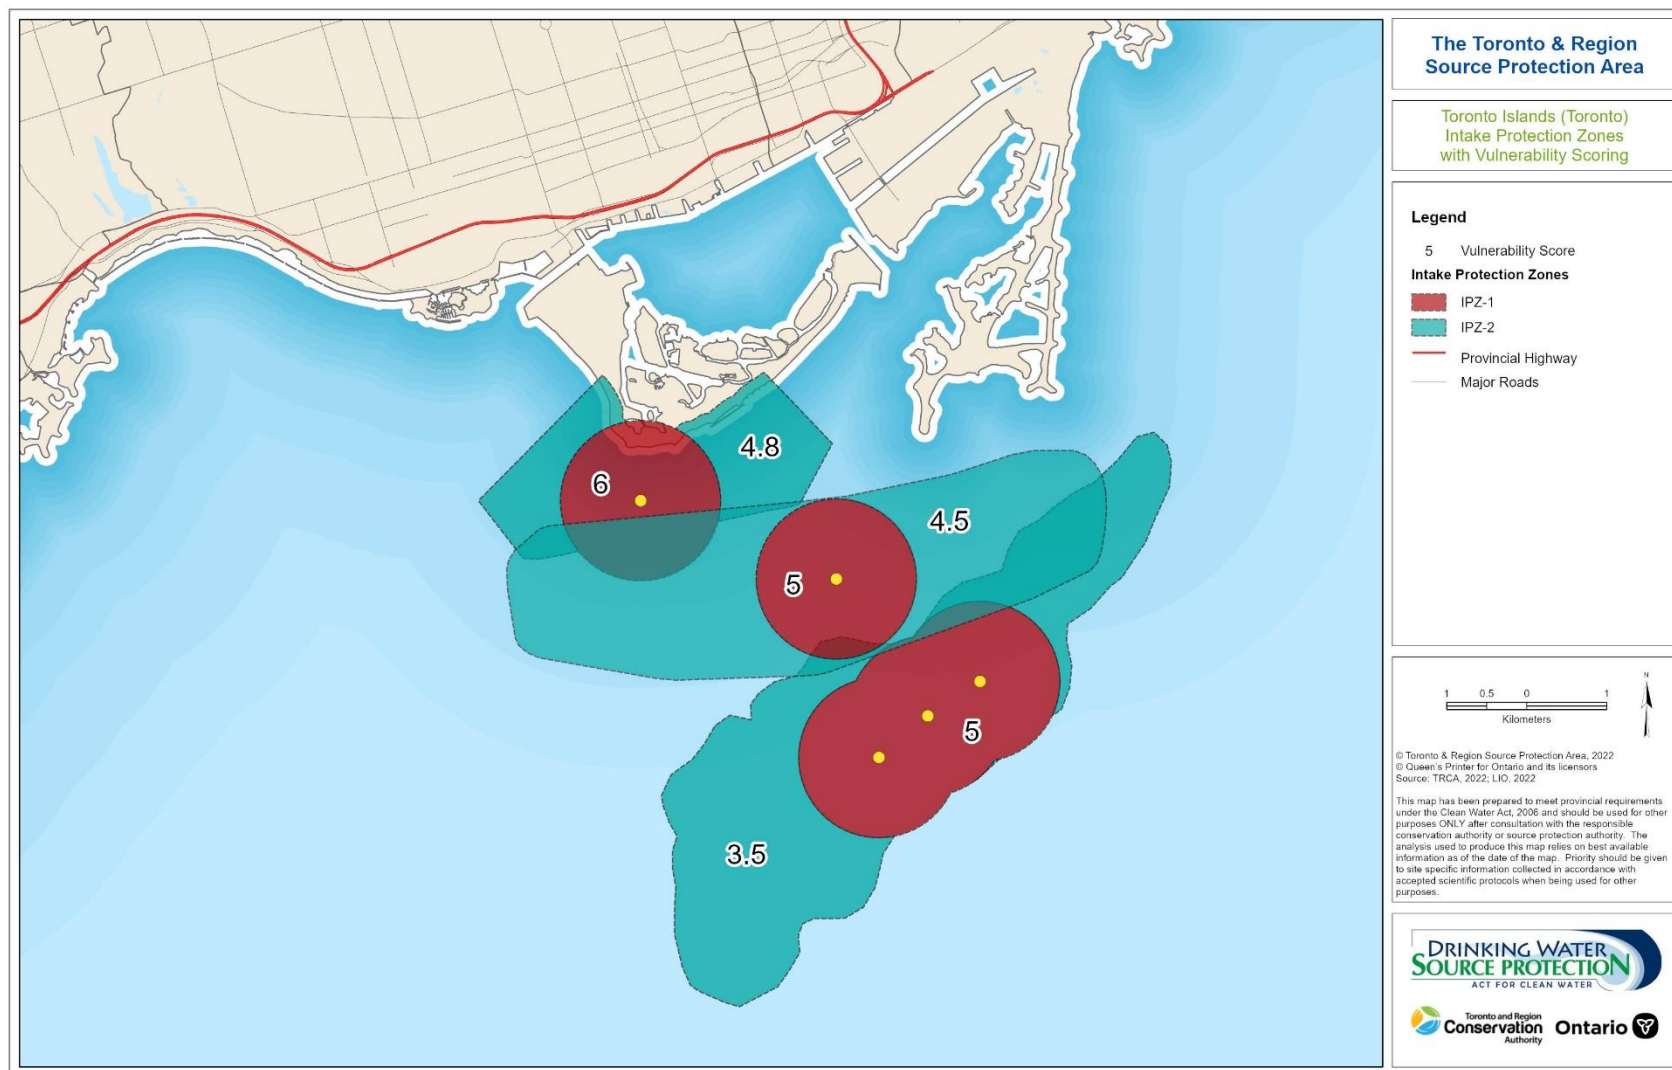 The Toronto & Region
Source Protection Area
Toronto Islands (Toronto)
Intake Protection Zones
with Vulnerability Scoring
Legend
5 Vulnerability Score
Intake Protection Zones
IPZ-1
IPZ-2
Provincial Highway
Major Roads
4.8
6
4.5
5
5
3.5
N
1 0.5 0 1
Kilometers
© Toronto & Region Source Protection Area, 2022
© Queen's Printer for Ontario and its licensors
Source: TRCA, 2022; LIO, 2022
This map has been prepared to meet provincial requirements
under the Clean Water Act, 2006 and should be used for other
purposes ONLY after consultation with the responsible
conservation authority or source protection authority. The
analysis used to produce this map relies on best available
information as of the date of the map. Priority should be given
to site specific information collected in accordance with
accepted scientific protocols when being used for other
purposes.
DRINKING WATER
SOURCE PROTECTION
ACT FOR CLEAN WATER
Toronto and Region
Conservation
Authority
Ontario